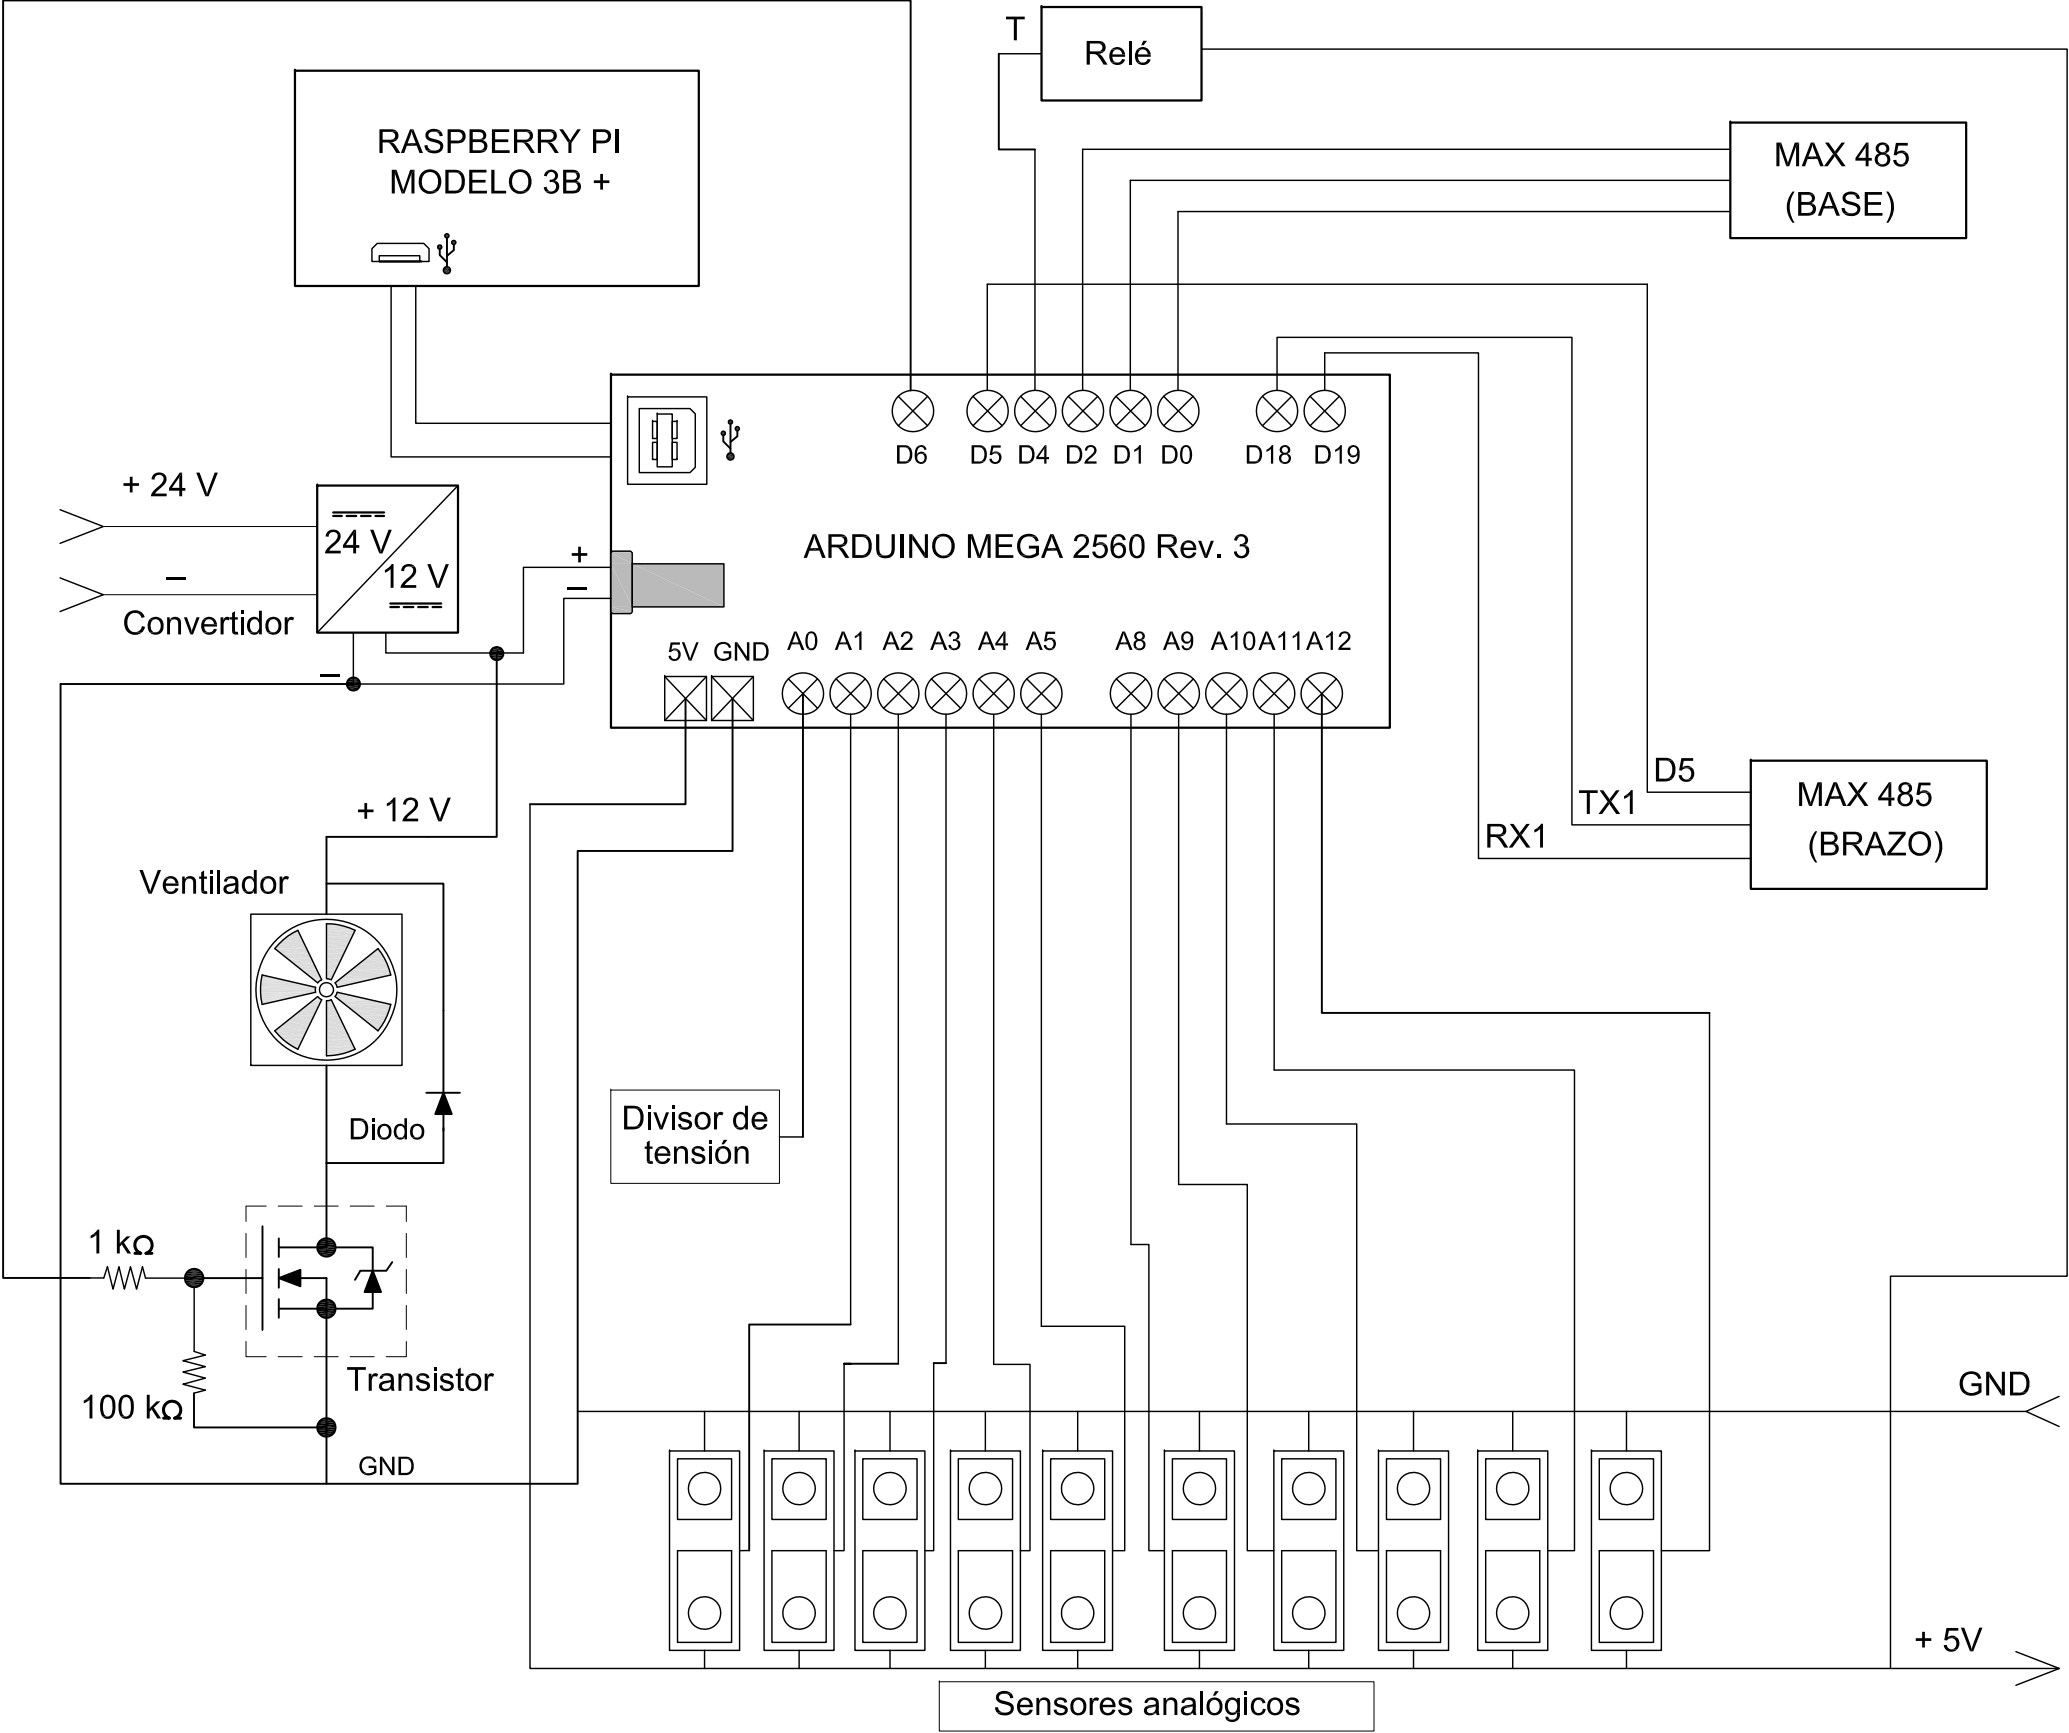 T
Relé
RASPBERRY PI
MODELO 3B +
MAX 485
(BASE)
D6 D5 D4 D2 D1 D0 D18 D19
+ 24 V
24 V
12 V
–
Convertidor
+
–
ARDUINO MEGA 2560 Rev. 3
5V GND A0 A1 A2 A3 A4 A5 A8 A9 A10 A11 A12
–
D5
TX1
RX1
MAX 485
(BRAZO)
+ 12 V
Ventilador
Diodo
Divisor de
tensión
1 kΩ
Transistor
100 kΩ
GND
GND
+ 5V
Sensores analógicos